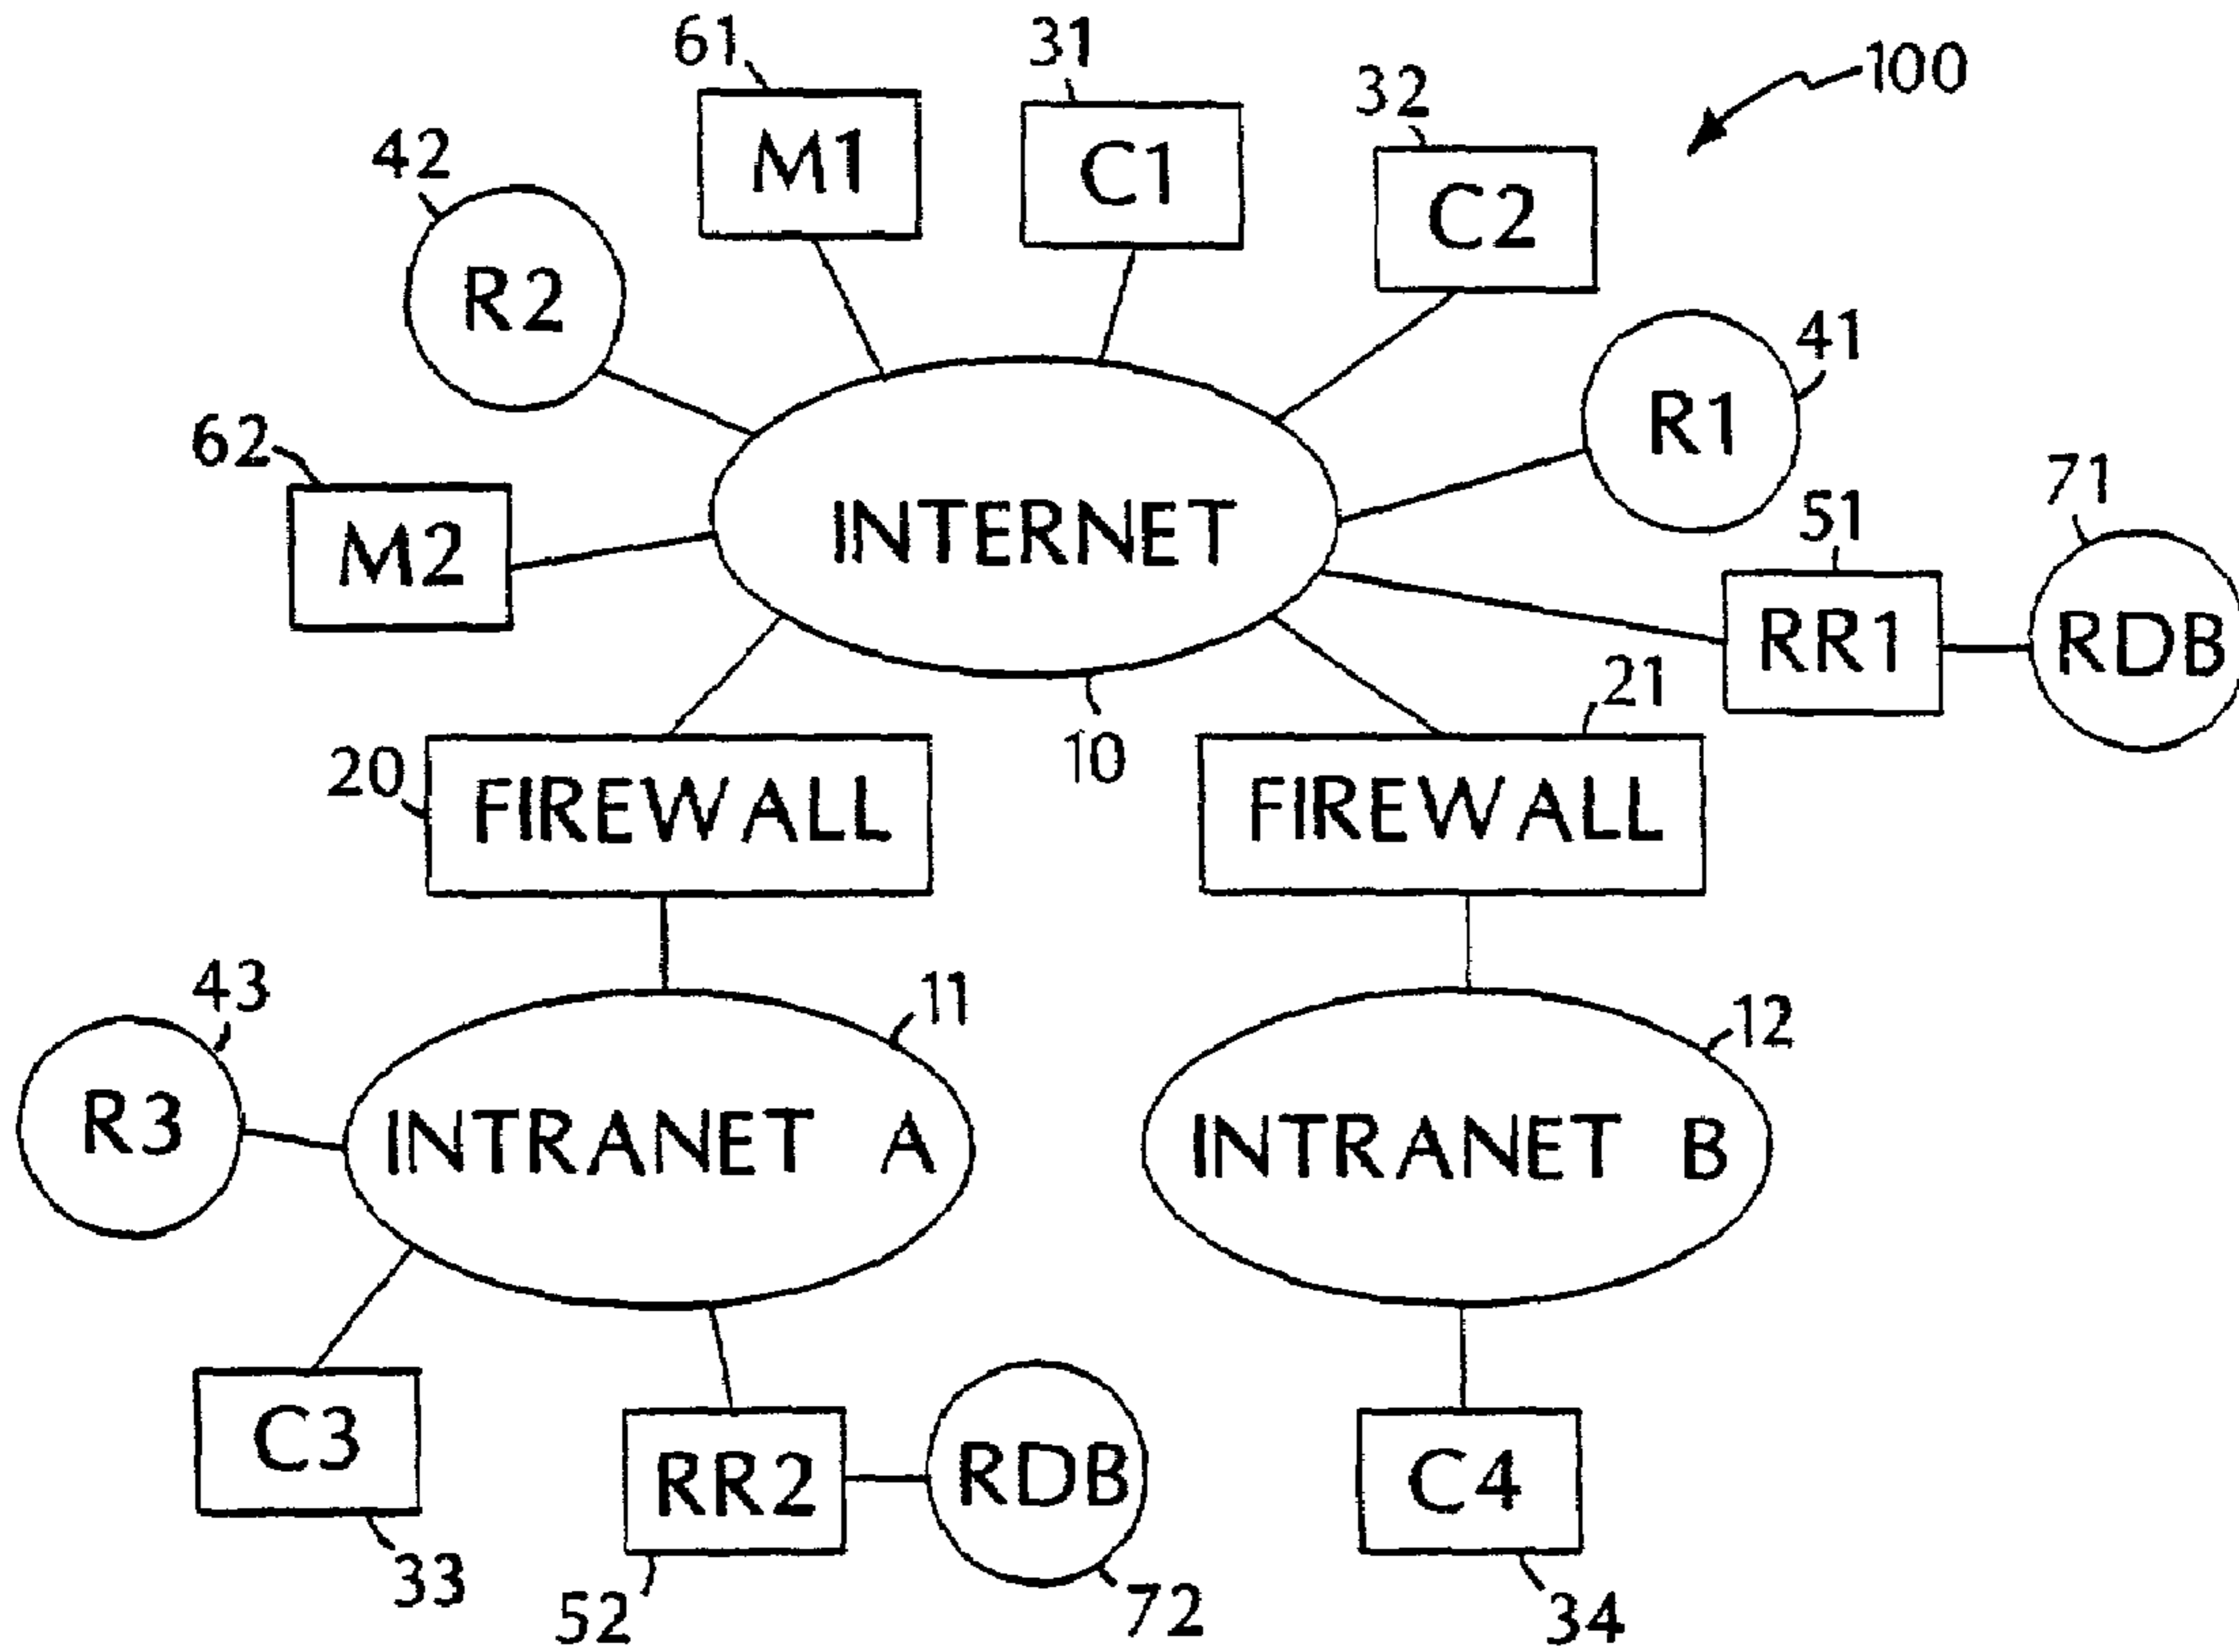 61
31
100
32
M1
C1
42
C2
R2
41
R1
62
71
51
INTERNET
M2
RR1
RDB
21
10
20
FIREWALL
FIREWALL
43
11
12
R3
INTRANET A
INTRANET B
C3
RR2
RDB
C4
33
52
72
34